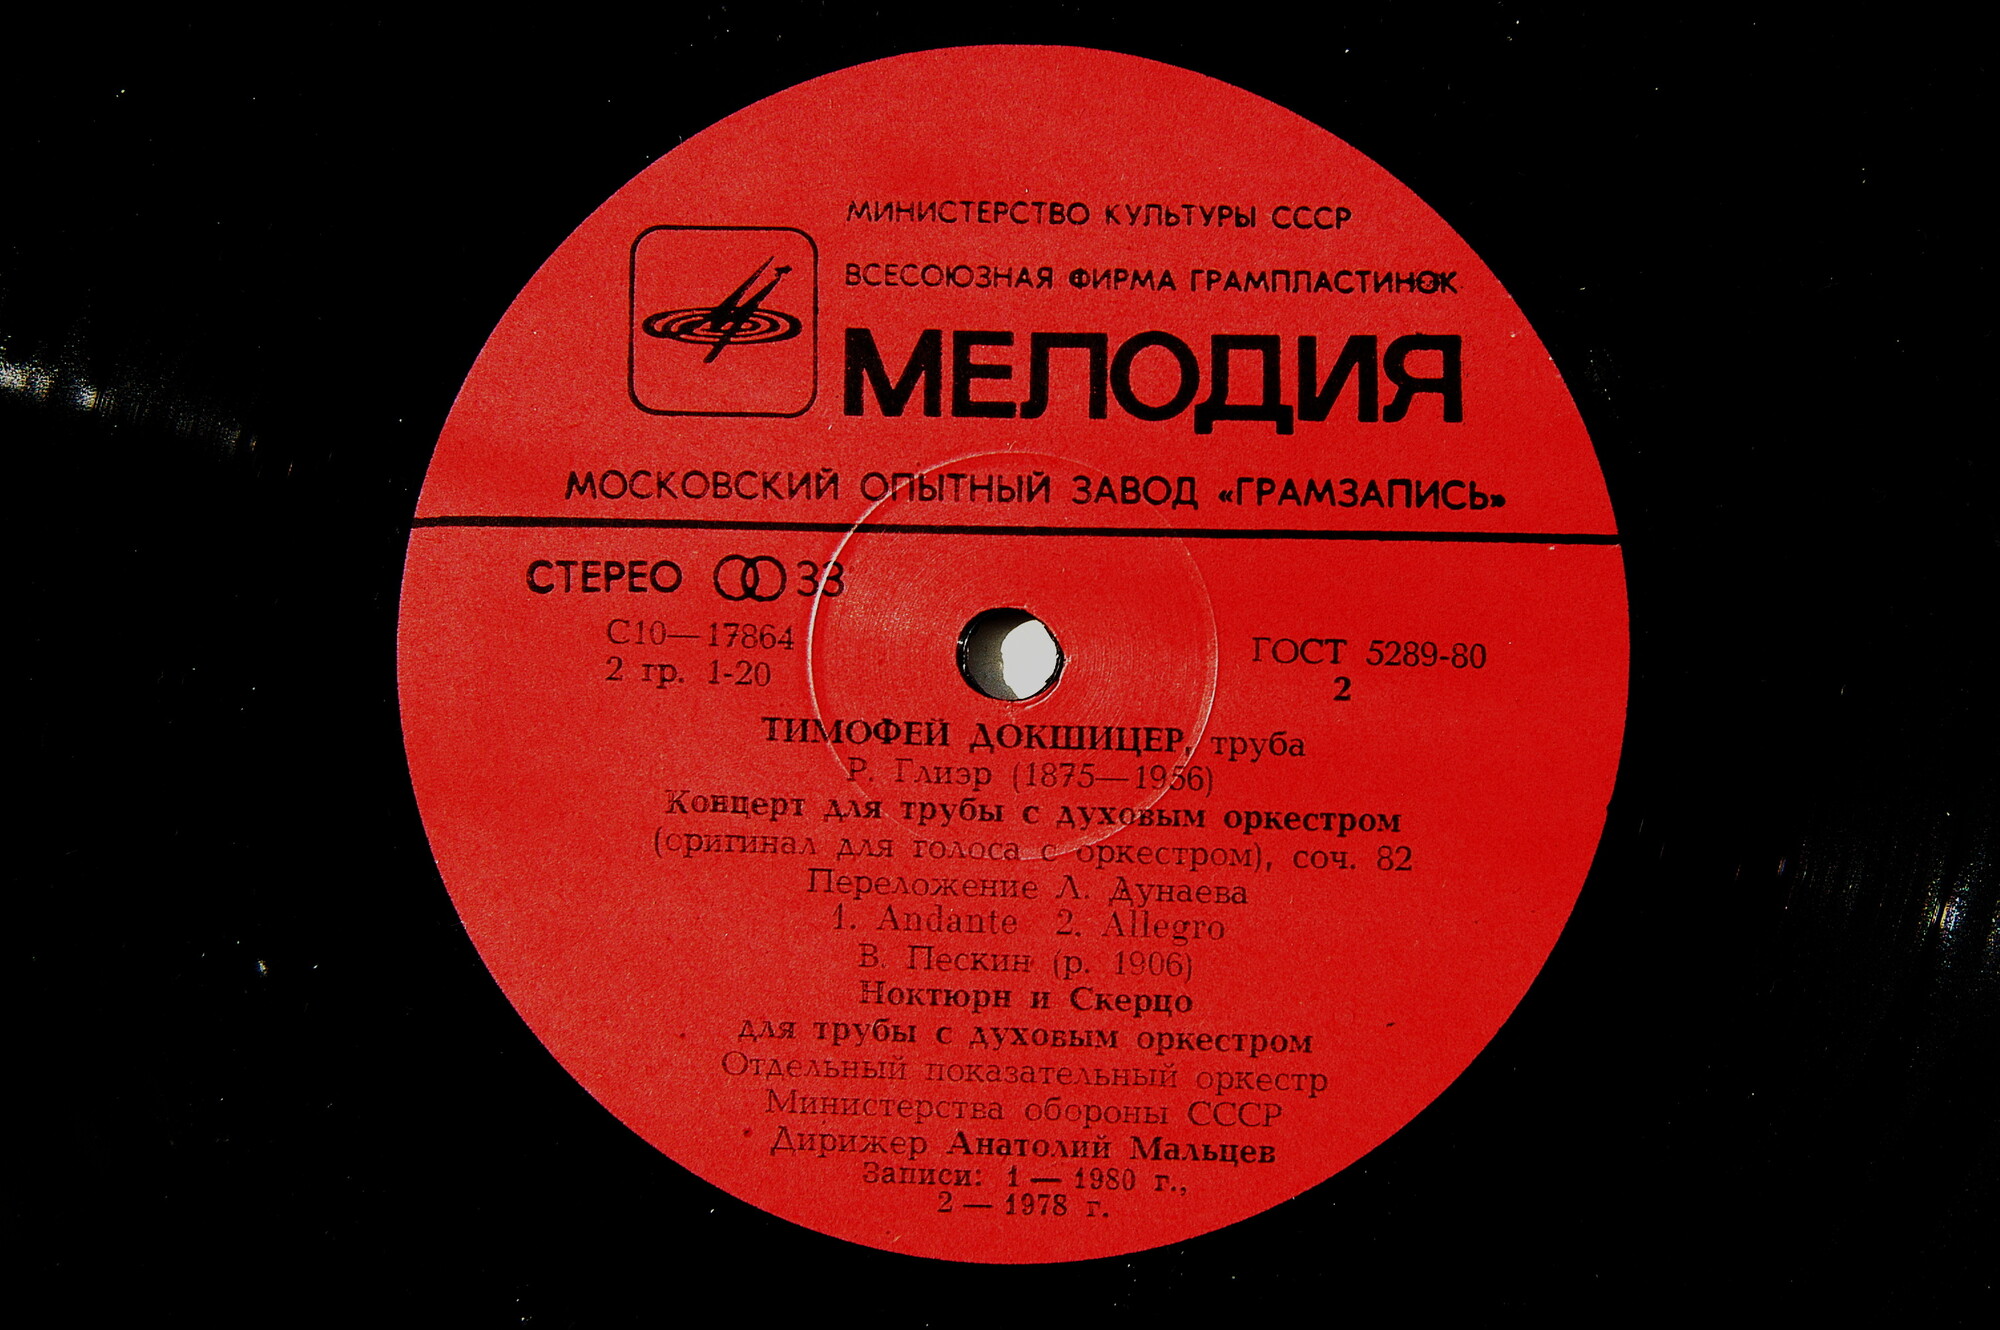 МИНИСТЕРСТВО КУЛЬТУРЫ СССР
ВСЕСОЮЗНАЯ ФИРМА ГРАМПЛАСТИНОК
МЕЛОДИЯ
МОСКОВСКИЙ ОПЫТНЫЙ ЗАВОД «ГРАМЗАПИСЬ»
СТЕРЕО 33
С10—17864
2 гр. 1-20
ГОСТ 5289-80
2
ТИМОФЕЙ ДОКШИЦЕР, труба
Р. Глиэр (1875—1956)
Концерт для трубы с духовым оркестром
(оригинал для голоса с оркестром), соч. 82
Переложение Л. Дунаева
1. Andante 2. Allegro
В. Пескин (р. 1906)
Ноктюрн и Скерцо
для трубы с духовым оркестром
Отдельный показательный оркестр
Министерства обороны СССР
Дирижер Анатолий Мальцев
Записи: 1 — 1980 г.,
2 — 1978 г.